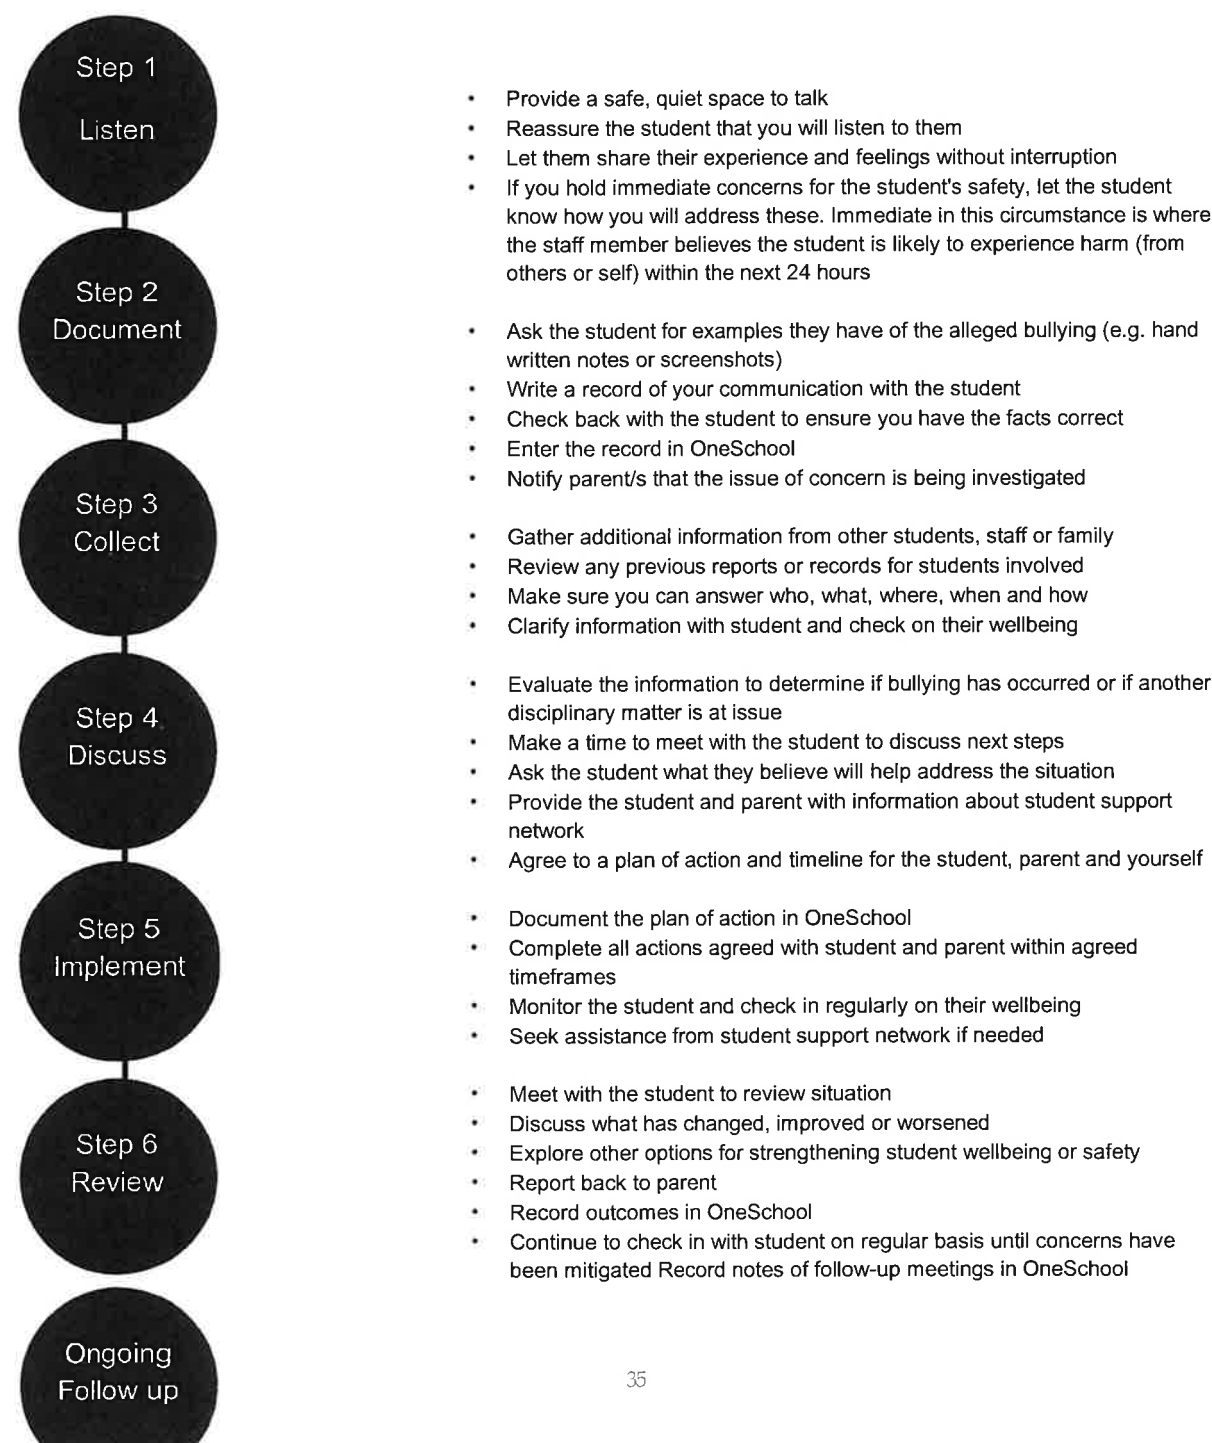 Step 1
Listen
• Provide a safe, quiet space to talk
• Reassure the student that you will listen to them
• Let them share their experience and feelings without interruption
• If you hold immediate concerns for the student's safety, let the student
know how you will address these. Immediate in this circumstance is where
the staff member believes the student is likely to experience harm (from
others or self) within the next 24 hours
Step 2
Document
• Ask the student for examples they have of the alleged bullying (e.g. hand
written notes or screenshots)
• Write a record of your communication with the student
• Check back with the student to ensure you have the facts correct
• Enter the record in OneSchool
• Notify parent/s that the issue of concern is being investigated
Step 3
Collect
• Gather additional information from other students, staff or family
• Review any previous reports or records for students involved
• Make sure you can answer who, what, where, when and how
• Clarify information with student and check on their wellbeing
Step 4
Discuss
• Evaluate the information to determine if bullying has occurred or if another
disciplinary matter is at issue
• Make a time to meet with the student to discuss next steps
• Ask the student what they believe will help address the situation
• Provide the student and parent with information about student support
network
• Agree to a plan of action and timeline for the student, parent and yourself
Step 5
Implement
• Document the plan of action in OneSchool
• Complete all actions agreed with student and parent within agreed
timeframes
• Monitor the student and check in regularly on their wellbeing
• Seek assistance from student support network if needed
Step 6
Review
• Meet with the student to review situation
• Discuss what has changed, improved or worsened
• Explore other options for strengthening student wellbeing or safety
• Report back to parent
• Record outcomes in OneSchool
• Continue to check in with student on regular basis until concerns have
been mitigated Record notes of follow-up meetings in OneSchool
Ongoing
Follow up
35